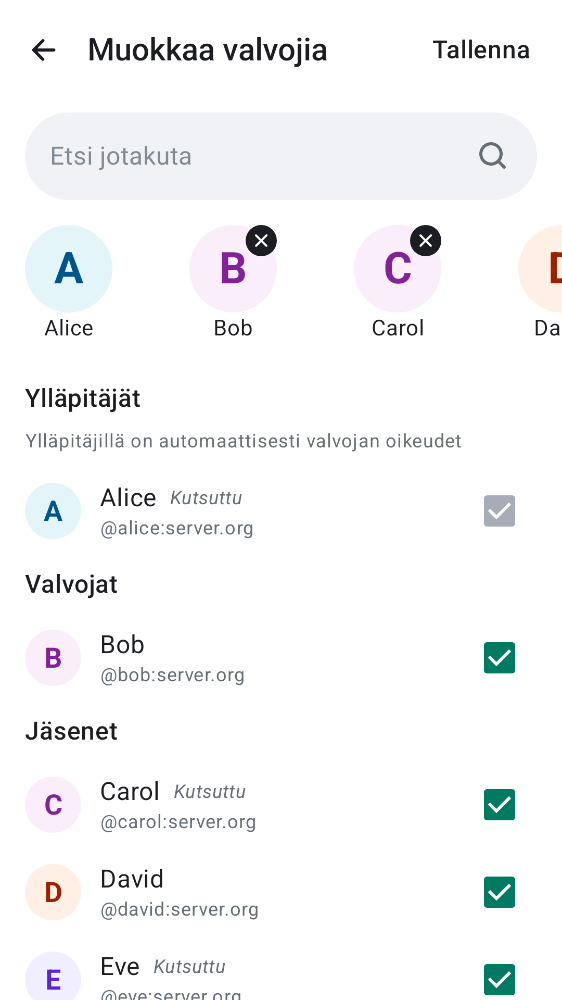 Muokkaa valvojia
Tallenna
Etsi jotakuta
A
B
C
D
Alice
Bob
Carol
Da
Ylläpitäjät
Ylläpitäjillä on automaattisesti valvojan oikeudet
A
Alice Kutsuttu
@alice:server.org
Valvojat
B
Bob
@bob:server.org
Jäsenet
C
Carol Kutsuttu
@carol:server.org
D
David
@david:server.org
E
Eve Kutsuttu
@eve:server.org